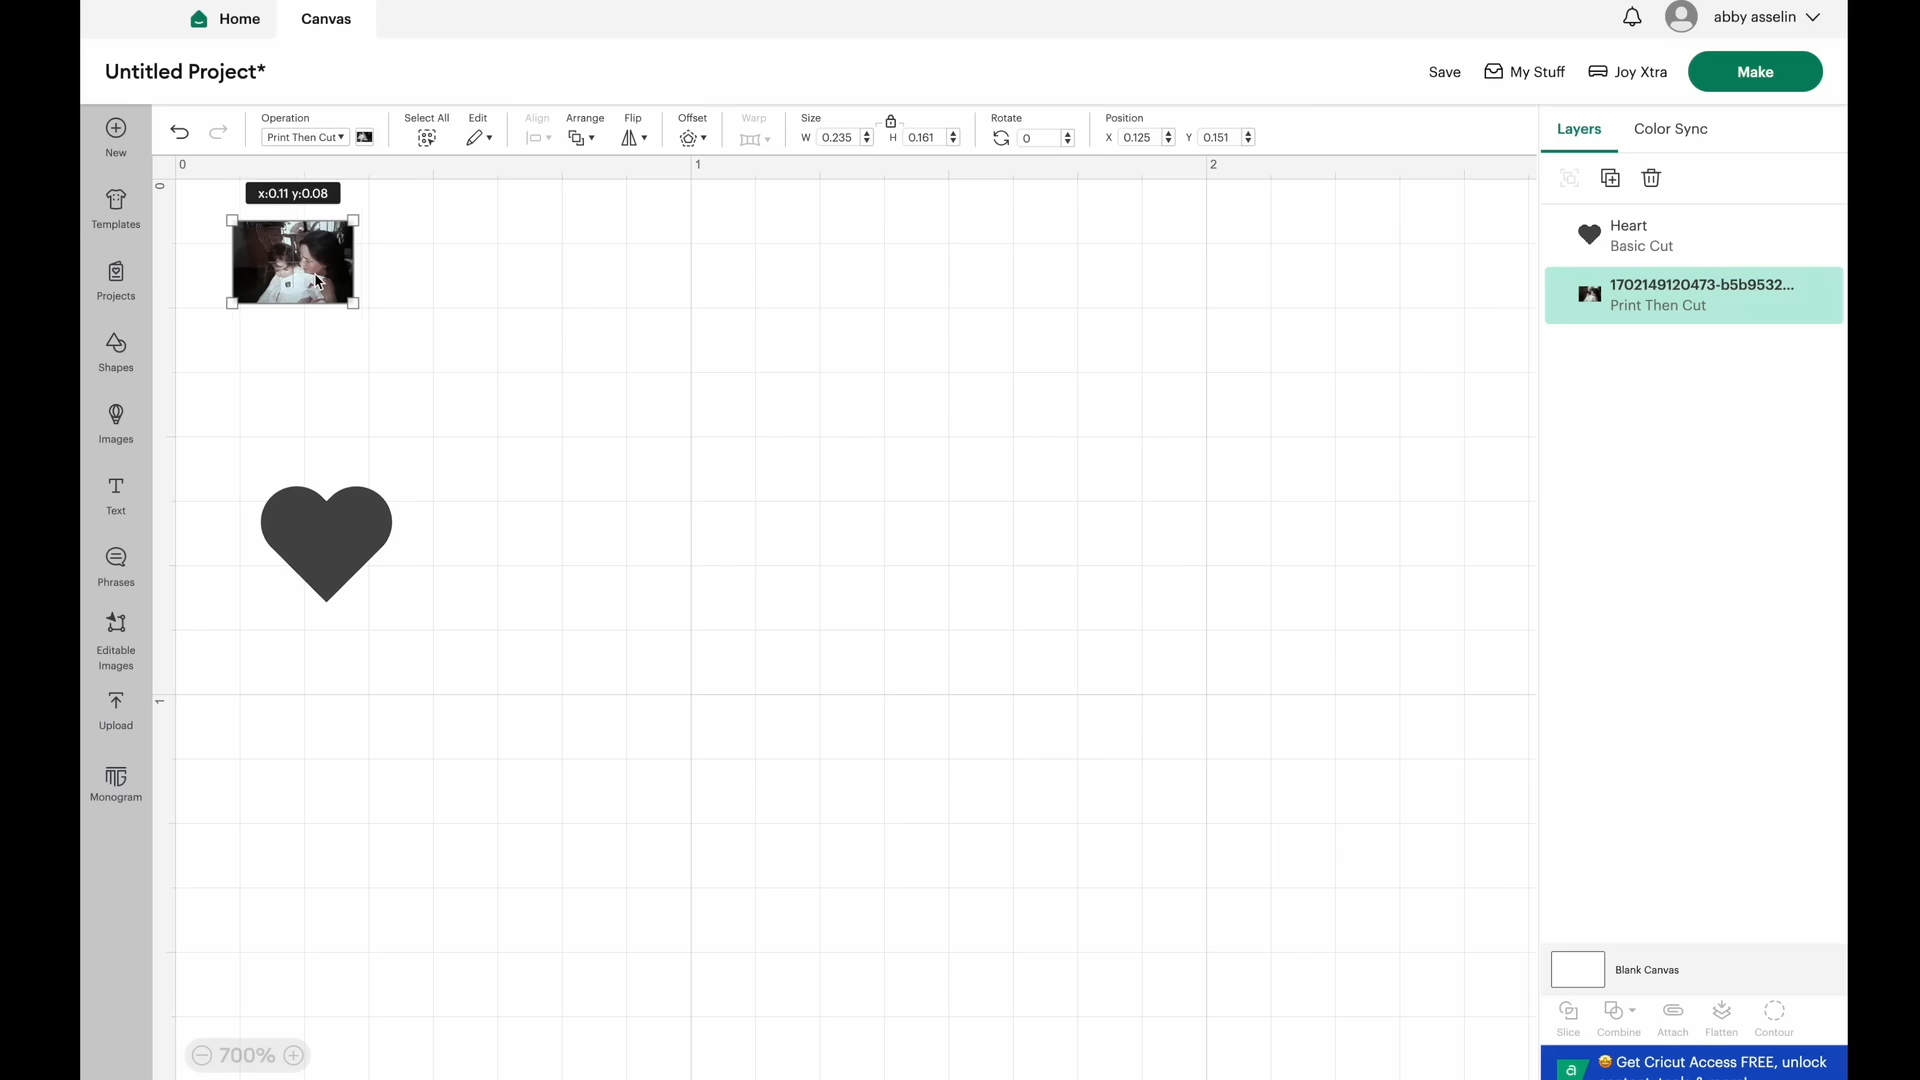 Home
Canvas
abby asselin
Untitled Project*
Save
My Stuff
Joy Xtra
Make
Operation
Print Then Cut
Select All
Edit
Align
Arrange
Flip
Offset
Warp
Size
W 0.235
H 0.161
Rotate
0
Position
X 0.125
Y 0.151
Layers
Color Sync
New
Templates
Projects
Shapes
Images
Text
Phrases
Editable
Images
Upload
Monogram
0
1
2
0
1
x:0.11 y:0.08
Heart
Basic Cut
1702149120473-b5b9532...
Print Then Cut
700%
Blank Canvas
Slice
Combine
Attach
Flatten
Contour
a
Get Cricut Access FREE, unlock